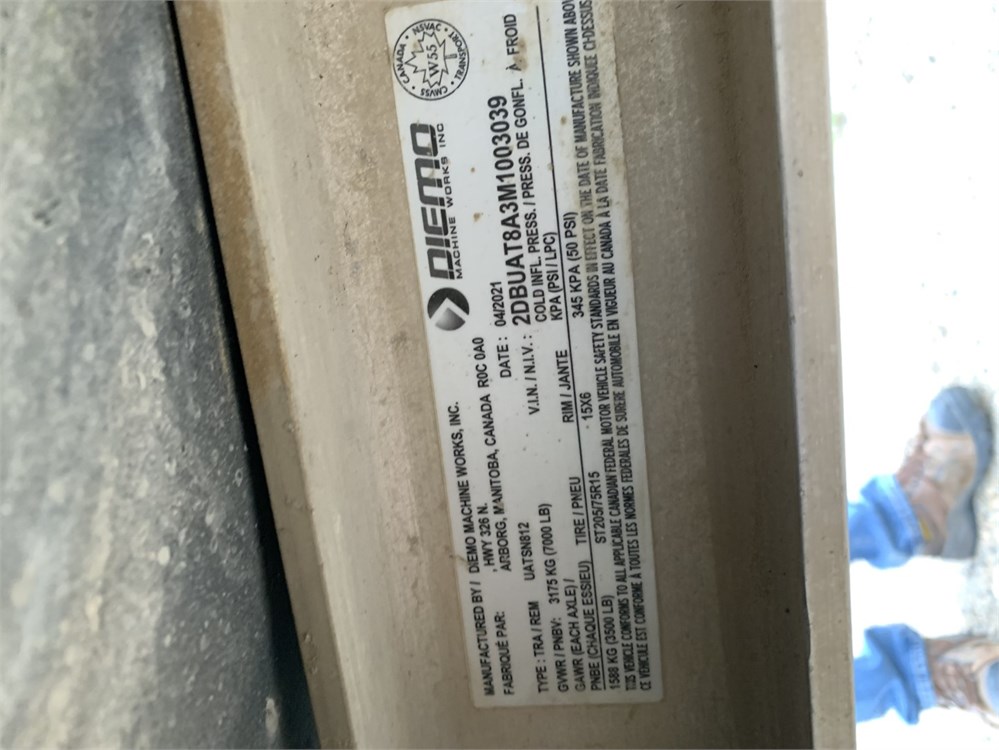 MANUFACTURED BY / DIEMO MACHINE WORKS, INC.
FABRIQUÉ PAR: , HWY 326 N.
ARBORG, MANITOBA, CANADA R0C 0A0
DIEMO
MACHINE WORKS INC
CANADA • NSVAC • TRANSPORT • CMVSS
W55
TYPE : TRA / REM UATSN812 DATE : 04/2021
GVWR / PNBV: 3175 KG (7000 LB) V.I.N. / N.I.V. : 2DBUAT8A3M1003039
GAWR (EACH AXLE) / COLD INFL. PRESS. / PRESS. DE GONFL. À FROID
PNBE (CHAQUE ESSIEU) TIRE / PNEU RIM / JANTE KPA (PSI / LPC)
1588 KG (3500 LB) ST205/75R15 15X6 345 KPA (50 PSI)
THIS VEHICLE CONFORMS TO ALL APPLICABLE CANADIAN FEDERAL MOTOR VEHICLE SAFETY STANDARDS IN EFFECT ON THE DATE OF MANUFACTURE SHOWN ABOV
CE VÉHICULE EST CONFORME À TOUTES LES NORMES FÉDÉRALES DE SÛRETÉ AUTOMOBILE EN VIGUEUR AU CANADA À LA DATE FABRICATION INDIQUÉE CI-DESSUS